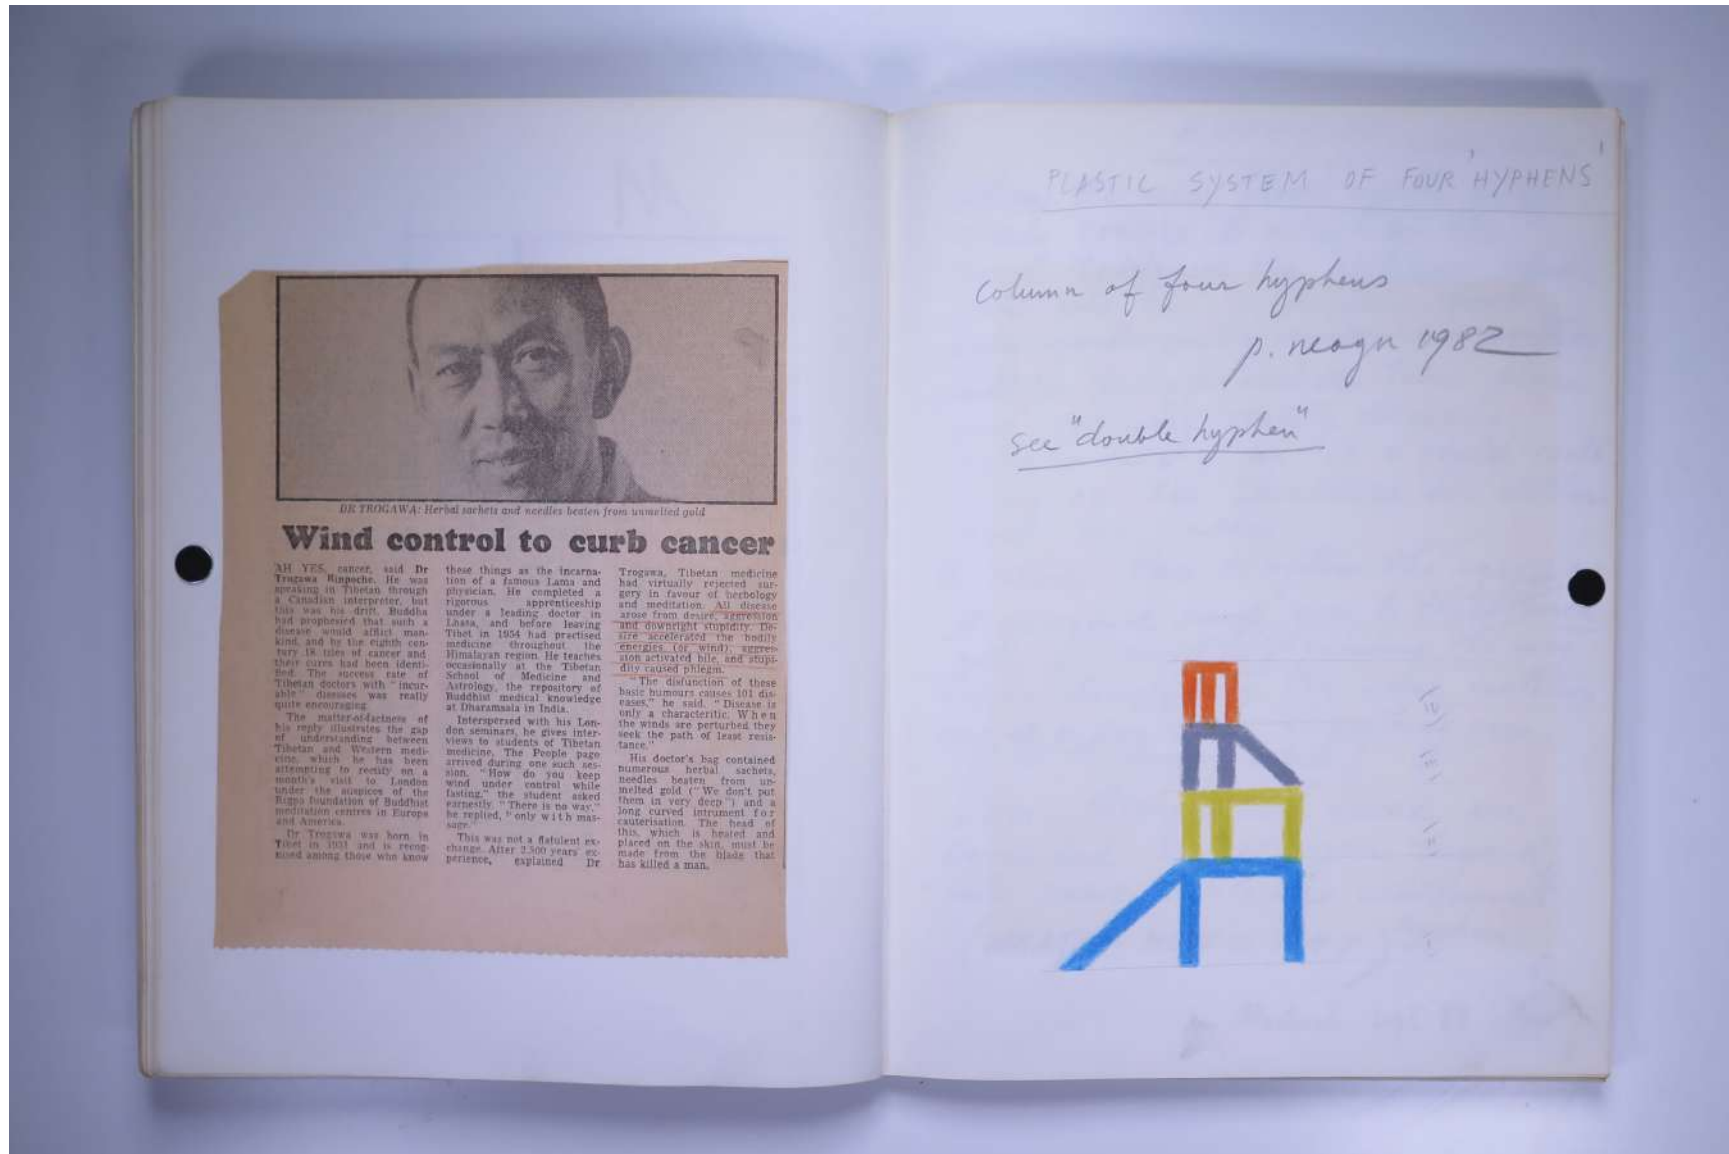 DR TROGAWA: Herbal sachets and needles beaten from unmelted gold
Wind control to curb cancer
AH YES, cancer, said Dr
Trogawa Rinpoche. He was
speaking in Tibetan through
a Canadian interpreter, but
this was his drift. Buddha
had prophesied that such a
disease would afflict man-
kind, and by the eighth cen-
tury 18 types of cancer and
their cures had been identi-
fied. The success rate of
Tibetan doctors with "incur-
able" diseases was really
quite encouraging.
The matter-of-factness of
his reply illustrates the gap
of understanding between
Tibetan and Western medi-
cine, which he has been
attempting to rectify on a
month's visit to London
under the auspices of the
Rigpa foundation of Buddhist
meditation centres in Europe
and America.
Dr Trogawa was born in
Tibet in 1931 and is recog-
nised among those who know
these things as the incarna-
tion of a famous Lama and
physician. He completed a
rigorous apprenticeship
under a leading doctor in
Lhasa, and before leaving
Tibet in 1954 had practised
medicine throughout the
Himalayan region. He teaches
occasionally at the Tibetan
School of Medicine and
Astrology, the repository of
Buddhist medical knowledge
at Dharamsala in India.
Interspersed with his Lon-
don seminars, he gives inter-
views to students of Tibetan
medicine. The People page
arrived during one such ses-
sion. "How do you keep
wind under control while
fasting," the student asked
earnestly. "There is no way,"
he replied, "only with mas-
sage."
This was not a flatulent ex-
change. After 2,500 years' ex-
perience, explained Dr
Trogawa, Tibetan medicine
had virtually rejected sur-
gery in favour of herbology
and meditation. All disease
arose from desire, aggression
and downright stupidity. De-
sire accelerated the bodily
energies (or wind), aggres-
sion activated bile, and stupi-
dity caused phlegm.
"The disfunction of these
basic humours causes 101 dis-
eases," he said. "Disease is
only a characteritic. When
the winds are perturbed they
seek the path of least resis-
tance."
His doctor's bag contained
numerous herbal sachets,
needles beaten from un-
melted gold ("We don't put
them in very deep") and a
long curved intrument for
cauterisation. The head of
this, which is heated and
placed on the skin, must be
made from the blade that
has killed a man.
PLASTIC SYSTEM OF FOUR 'HYPHENS'
column of four hyphens
p. neagu 1982
see "double hyphen"